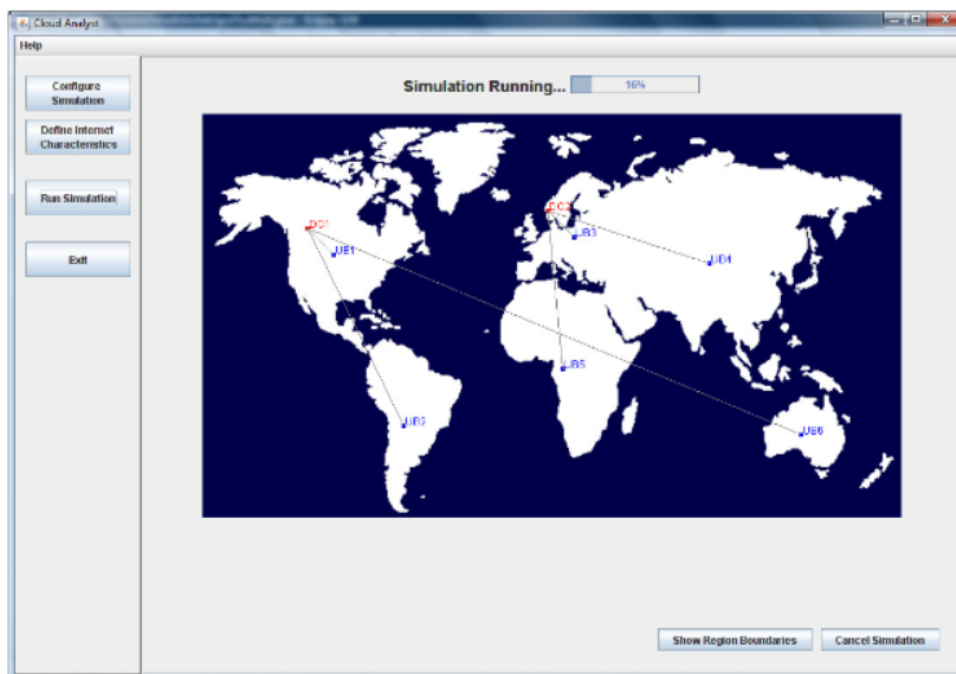 Cloud Analyst
Help
Configure
Simulation
Define Internet
Characteristics
Run Simulation
Exit
Simulation Running...
16%
DC1
UB1
DC2
UB3
UB4
UB5
UB2
UB6
Show Region Boundaries
Cancel Simulation